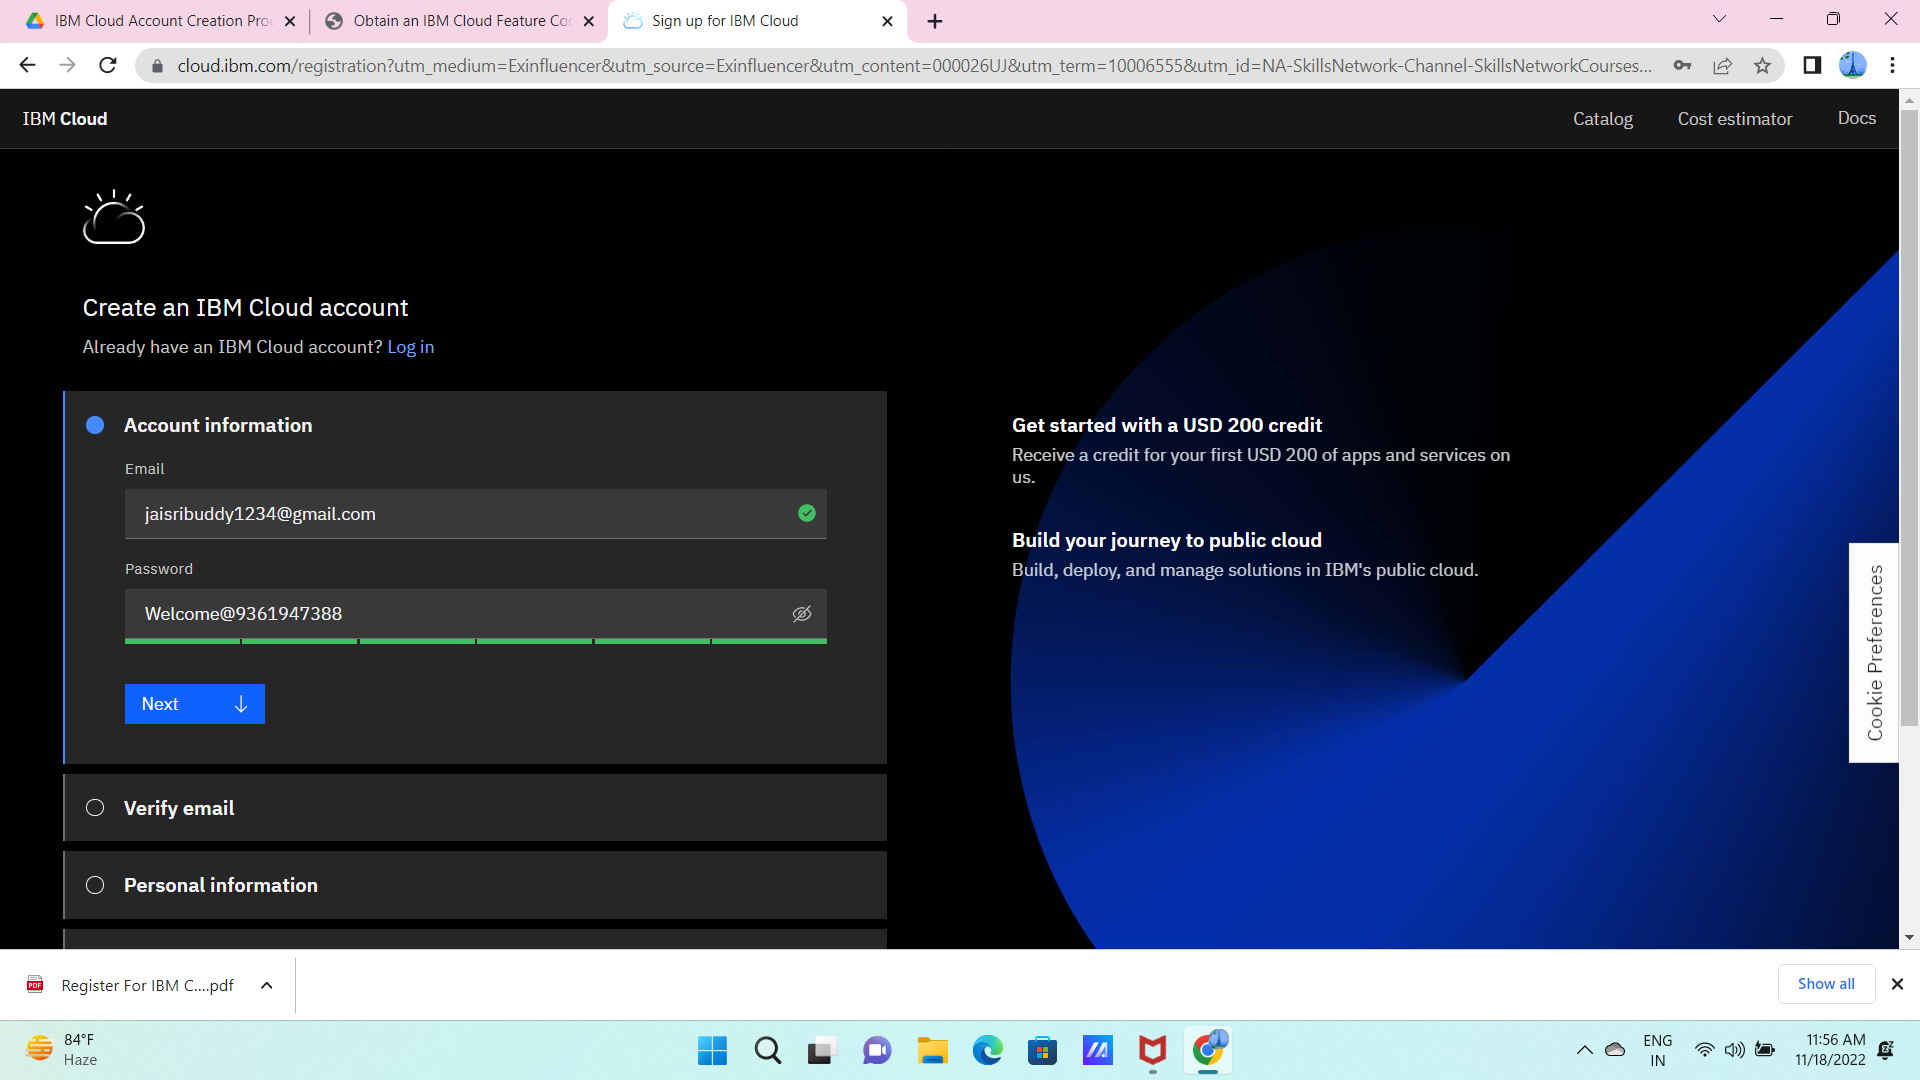 IBM Cloud Account Creation Proc
Obtain an IBM Cloud Feature Co
Sign up for IBM Cloud
cloud.ibm.com/registration?utm_medium=Exinfluencer&utm_source=Exinfluencer&utm_content=000026UJ&utm_term=10006555&utm_id=NA-SkillsNetwork-Channel-SkillsNetworkCourses...
IBM Cloud
Catalog
Cost estimator
Docs
Create an IBM Cloud account
Already have an IBM Cloud account? Log in
Account information
Email
jaisribuddy1234@gmail.com
Password
Welcome@9361947388
Next
Verify email
Personal information
Get started with a USD 200 credit
Receive a credit for your first USD 200 of apps and services on
us.
Build your journey to public cloud
Build, deploy, and manage solutions in IBM's public cloud.
Cookie Preferences
PDF
Register For IBM C....pdf
Show all
84°F
Haze
ENG
IN
11:56 AM
11/18/2022